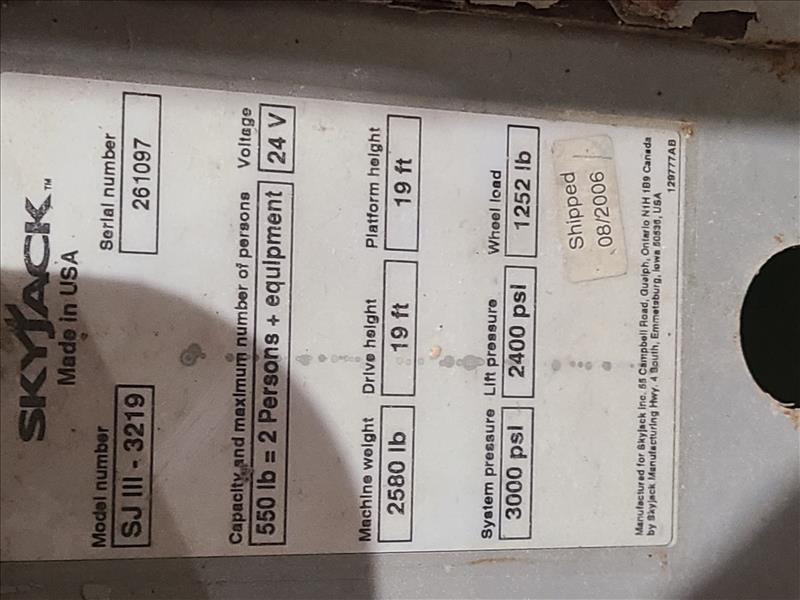 SKYJACK™
Made in USA
Model number Serial number
SJ III - 3219 261097
Capacity and maximum number of persons Voltage
550 lb = 2 Persons + equipment 24 V
Machine weight Drive height Platform height
2580 lb 19 ft 19 ft
System pressure Lift pressure Wheel load
3000 psi 2400 psi 1252 lb
Shipped
08/2006
Manufactured for Skyjack Inc. 55 Campbell Road, Guelph, Ontario N1H 1B9 Canada
by Skyjack Manufacturing Hwy. 4 South, Emmetsburg, Iowa 50536, USA
129777AB